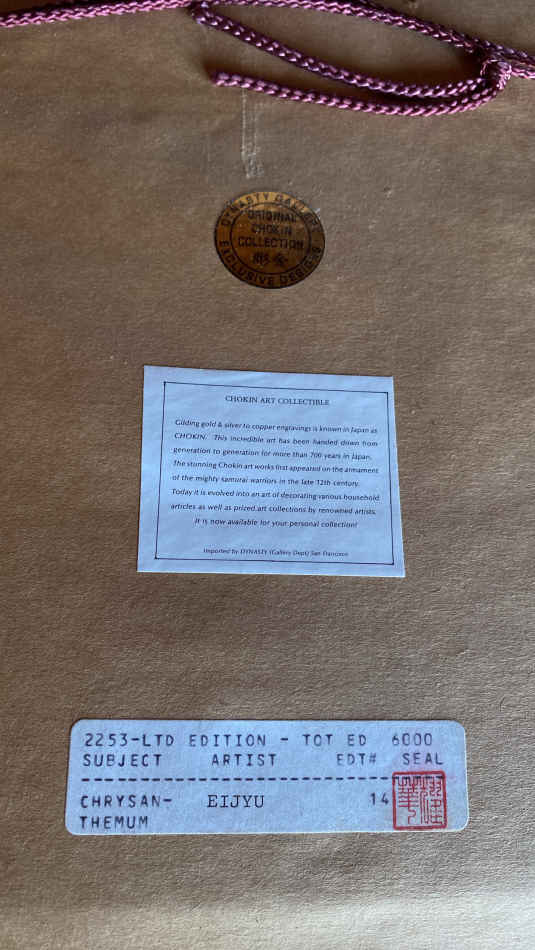 DYNASTY GALLERY
ORIGINAL
CHOKIN
COLLECTION
彫金
EXCLUSIVE DESIGNS
CHOKIN ART COLLECTIBLE
Gilding gold & silver to copper engravings is known in Japan as
CHOKIN. This incredible art has been handed down from
generation to generation for more than 700 years in Japan.
The stunning Chokin art works first appeared on the armament
of the mighty samurai warriors in the late 12th century.
Today it is evolved into an art of decorating various household
articles as well as prized art collections by renowned artists.
It is now available for your personal collection!
Imported by DYNASTY (Gallery Dept) San Francisco
2253-LTD EDITION - TOT ED 6000
SUBJECT ARTIST EDT# SEAL
CHRYSAN- EIJYU 14
THEMUM